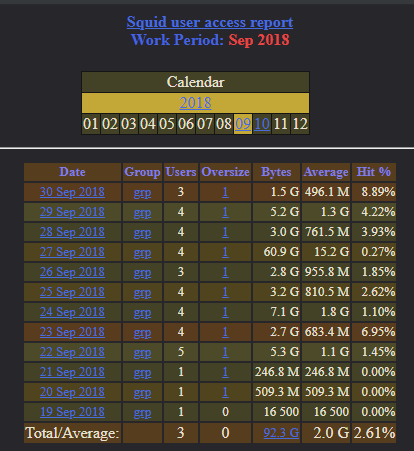 Squid user access report
Work Period: Sep 2018
Calendar
2018
01 02 03 04 05 06 07 08 09 10 11 12
Date Group Users Oversize Bytes Average Hit %
30 Sep 2018 grp 3 1 1.5 G 496.1 M 8.89%
29 Sep 2018 grp 4 1 5.2 G 1.3 G 4.22%
28 Sep 2018 grp 4 1 3.0 G 761.5 M 3.93%
27 Sep 2018 grp 4 1 60.9 G 15.2 G 0.27%
26 Sep 2018 grp 3 1 2.8 G 955.8 M 1.85%
25 Sep 2018 grp 4 1 3.2 G 810.5 M 2.62%
24 Sep 2018 grp 4 1 7.1 G 1.8 G 1.10%
23 Sep 2018 grp 4 1 2.7 G 683.4 M 6.95%
22 Sep 2018 grp 5 1 5.3 G 1.1 G 1.45%
21 Sep 2018 grp 1 1 246.8 M 246.8 M 0.00%
20 Sep 2018 grp 1 1 509.3 M 509.3 M 0.00%
19 Sep 2018 grp 1 0 16 500 16 500 0.00%
Total/Average: 3 0 92.3 G 2.0 G 2.61%